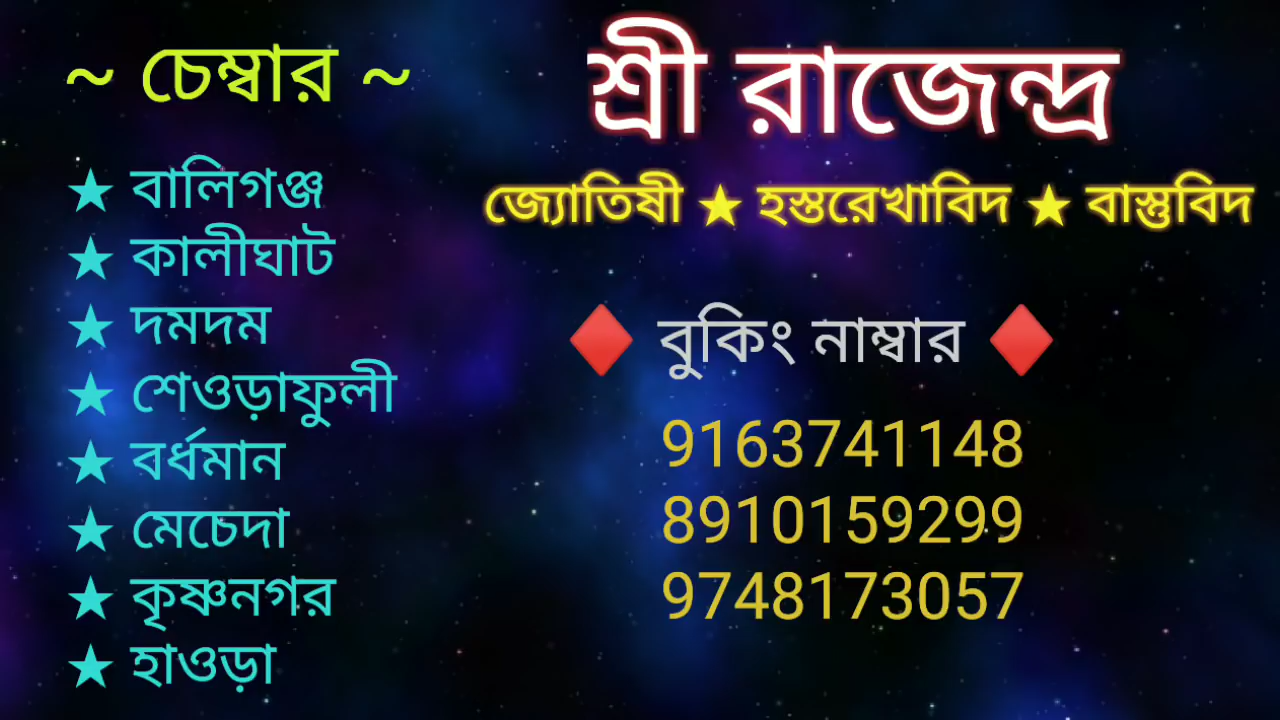 ~ চেম্বার ~
★ বালিগঞ্জ
★ কালীঘাট
★ দমদম
★ শেওড়াফুলী
★ বর্ধমান
★ মেচেদা
★ কৃষ্ণনগর
★ হাওড়া
শ্রী রাজেন্দ্র
জ্যোতিষী ★ হস্তরেখাবিদ ★ বাস্তুবিদ
♦ বুকিং নাম্বার ♦
9163741148
8910159299
9748173057